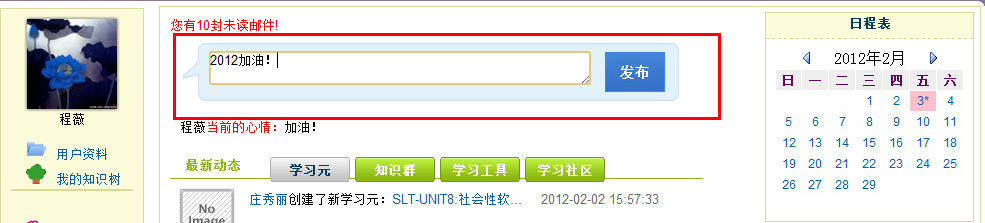 程薇
用户资料
我的知识树
您有10封未读邮件!
2012加油!
发布
程薇当前的心情：加油!
最新动态 学习元 知识群 学习工具 学习社区
No
Image
庄秀丽创建了新学习元：SLT-UNIT8:社会性软... 2012-02-02 15:57:33
日程表
2012年2月
日 一 二 三 四 五 六
1 2 3* 4
5 6 7 8 9 10 11
12 13 14 15 16 17 18
19 20 21 22 23 24 25
26 27 28 29